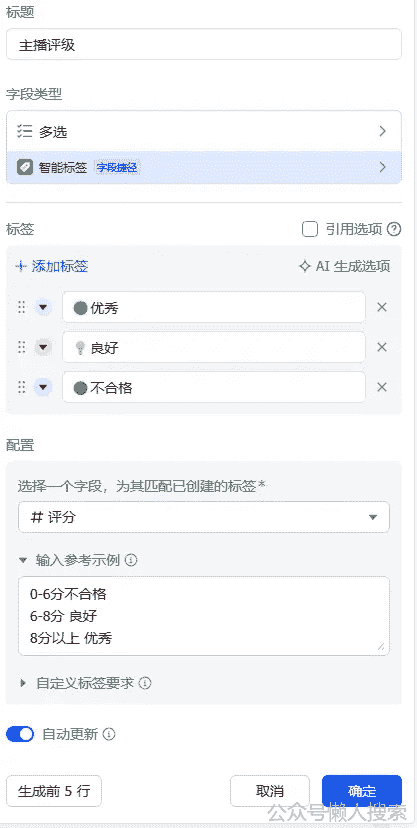 标题
主播评级
字段类型
多选
智能标签 字段捷径
标签 引用选项
添加标签 AI 生成选项
优秀
良好
不合格
配置
选择一个字段，为其匹配已创建的标签*
# 评分
输入参考示例
0-6分不合格
6-8分 良好
8分以上 优秀
自定义标签要求
自动更新
生成前 5 行 取消 确定
公众号懒人搜索